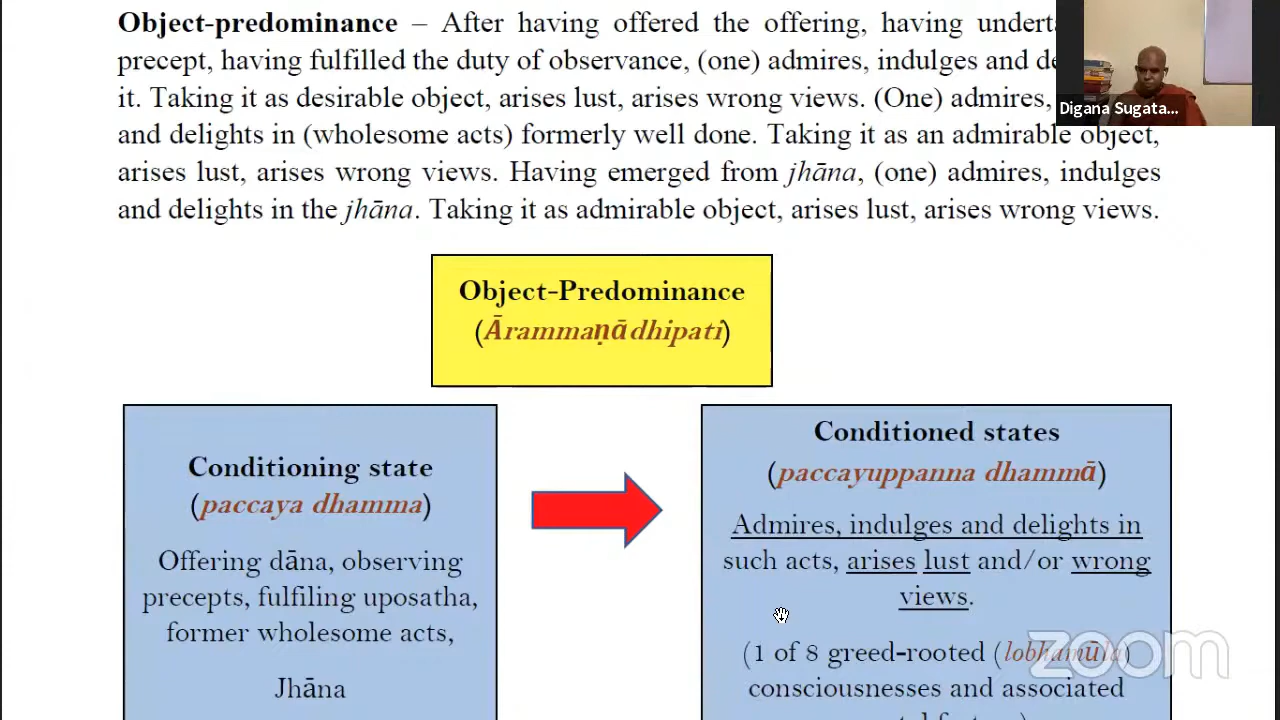 Object-predominance – After having offered the offering, having
precept, having fulfilled the duty of observance, (one) admires, indulges and
it. Taking it as desirable object, arises lust, arises wrong views. (One) admires,
and delights in (wholesome acts) formerly well done. Taking it as an admirable object,
arises lust, arises wrong views. Having emerged from jhāna, (one) admires, indulges
and delights in the jhāna. Taking it as admirable object, arises lust, arises wrong views.
Digana Sugata...
Object-Predominance
(Ārammaṇādhipati)
Conditioning state
(paccaya dhamma)
Offering dāna, observing
precepts, fulfiling uposatha,
former wholesome acts,
Jhāna
Conditioned states
(paccayuppanna dhammā)
Admires, indulges and delights in
such acts, arises lust and/or wrong
views.
(1 of 8 greed-rooted (lobhamūla)
consciousnesses and associated
zoom